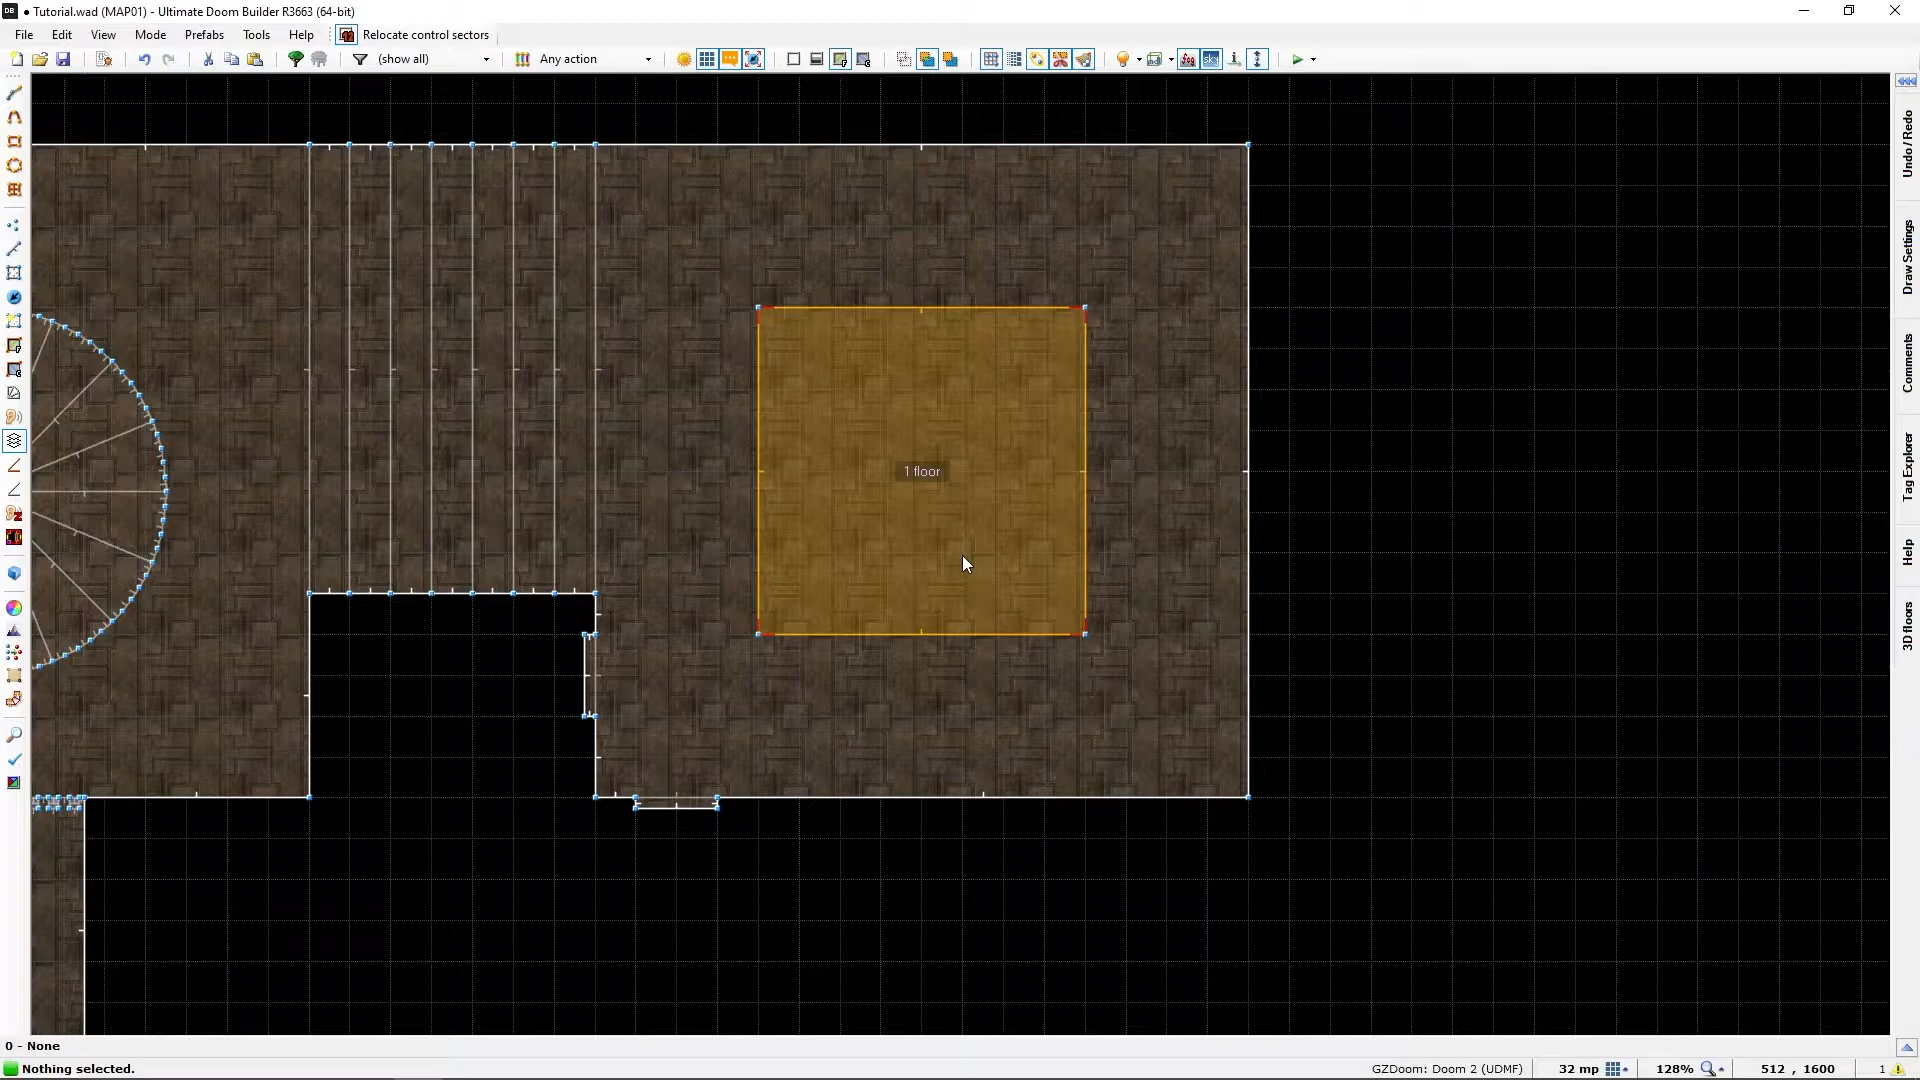 Tutorial.wad (MAP01) - Ultimate Doom Builder R3663 (64-bit)
File Edit View Mode Prefabs Tools Help Relocate control sectors
(show all) Any action
Undo / Redo
Draw Settings
Comments
Tag Explorer
Help
3D floors
1 floor
0 - None
Nothing selected. GZDoom: Doom 2 (UDMF) 32 mp 128% 512 , 1600 1